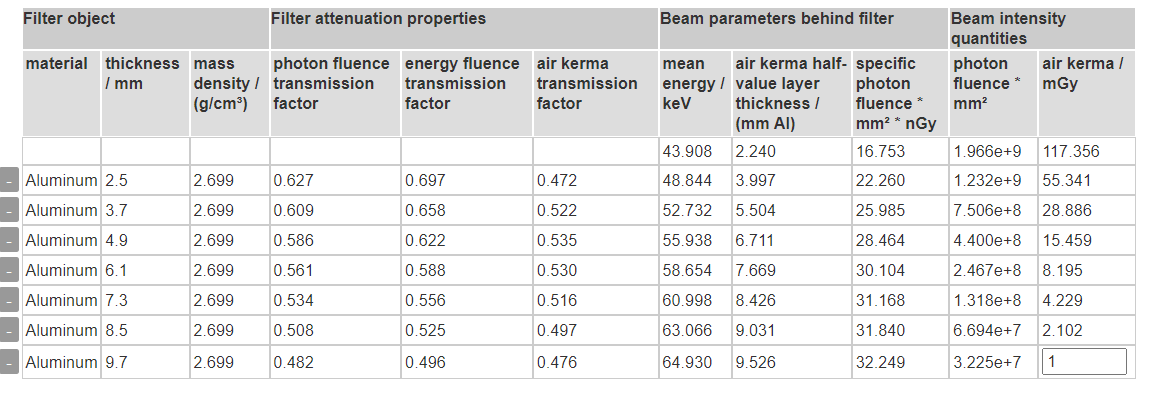 Filter object Filter attenuation properties Beam parameters behind filter Beam intensity quantities
material thickness / mm mass density / (g/cm³) photon fluence transmission factor energy fluence transmission factor air kerma transmission factor mean energy / keV air kerma half-value layer thickness / (mm Al) specific photon fluence * mm² * nGy photon fluence * mm² air kerma / mGy
43.908 2.240 16.753 1.966e+9 117.356
- Aluminum 2.5 2.699 0.627 0.697 0.472 48.844 3.997 22.260 1.232e+9 55.341
- Aluminum 3.7 2.699 0.609 0.658 0.522 52.732 5.504 25.985 7.506e+8 28.886
- Aluminum 4.9 2.699 0.586 0.622 0.535 55.938 6.711 28.464 4.400e+8 15.459
- Aluminum 6.1 2.699 0.561 0.588 0.530 58.654 7.669 30.104 2.467e+8 8.195
- Aluminum 7.3 2.699 0.534 0.556 0.516 60.998 8.426 31.168 1.318e+8 4.229
- Aluminum 8.5 2.699 0.508 0.525 0.497 63.066 9.031 31.840 6.694e+7 2.102
- Aluminum 9.7 2.699 0.482 0.496 0.476 64.930 9.526 32.249 3.225e+7 1